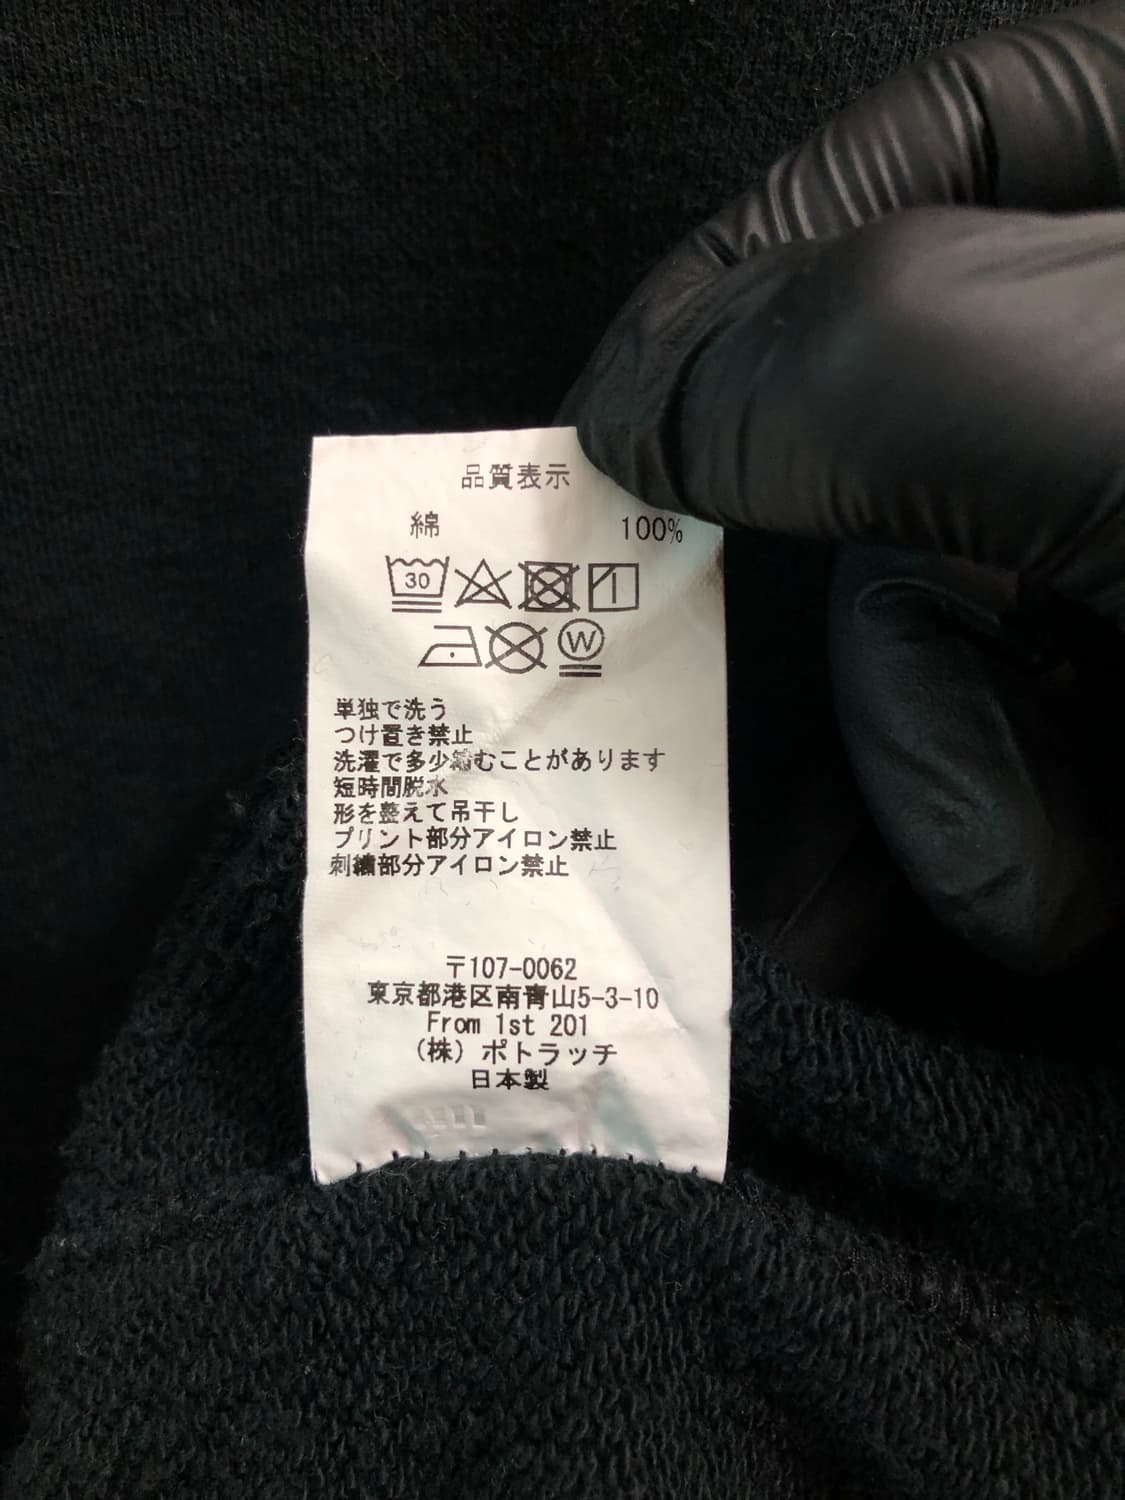 品質表示
綿 100%
30
W
単独で洗う
つけ置き禁止
洗濯で多少縮むことがあります
短時間脱水
形を整えて吊干し
プリント部分アイロン禁止
刺繍部分アイロン禁止
〒107-0062
東京都港区南青山5-3-10
From 1st 201
(株) ポトラッチ
日本製